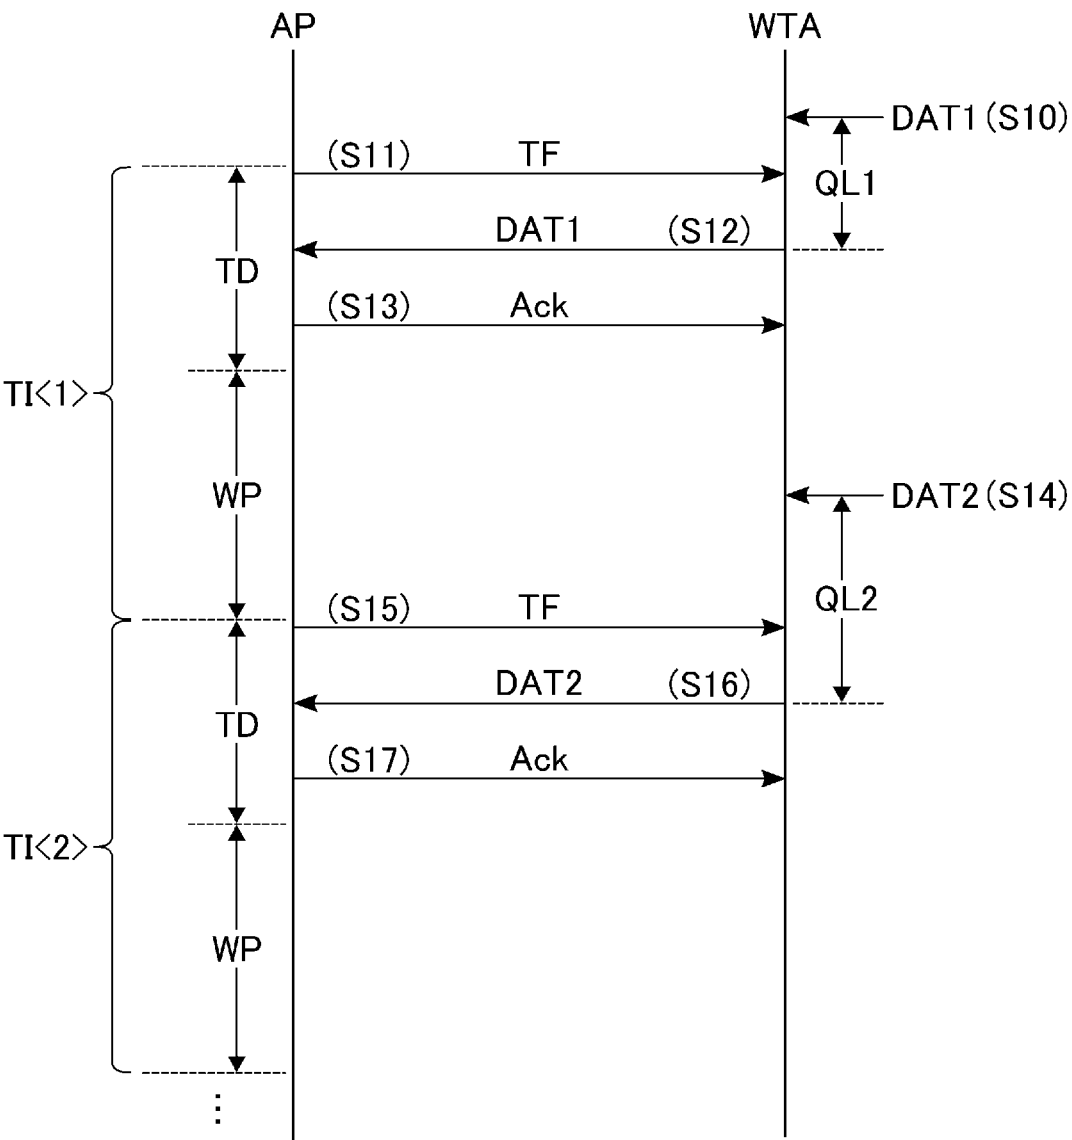 AP WTA
DAT1(S10)
(S11) TF
QL1
DAT1 (S12)
TD
(S13) Ack
TI<1>
WP
DAT2(S14)
QL2
(S15) TF
DAT2 (S16)
TD
(S17) Ack
TI<2>
WP
⋮